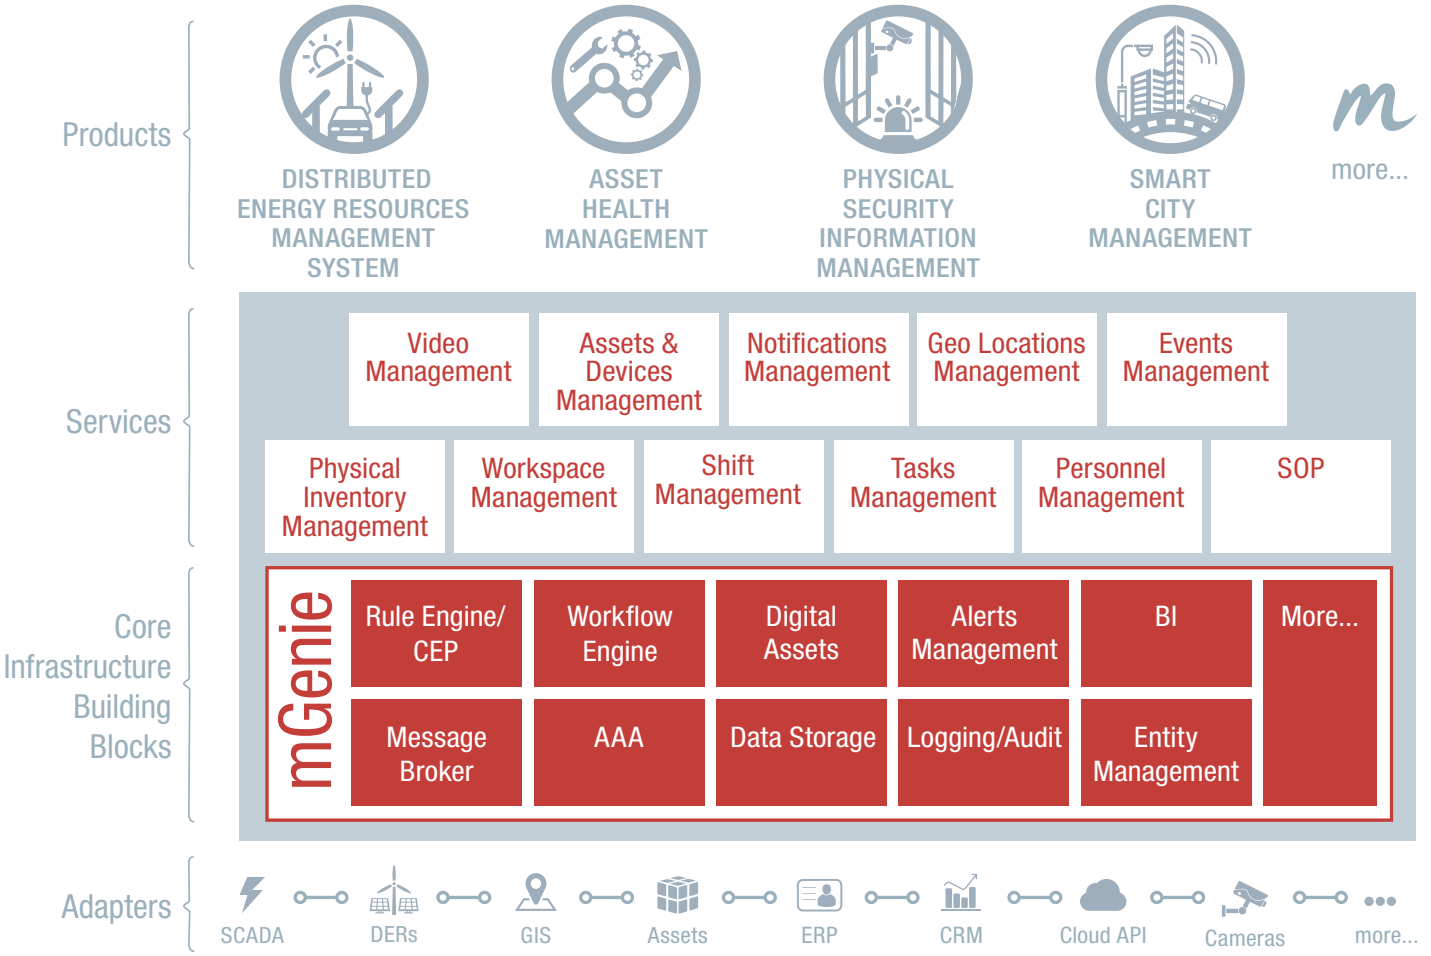 Products
DISTRIBUTED
ENERGY RESOURCES
MANAGEMENT
SYSTEM
ASSET
HEALTH
MANAGEMENT
PHYSICAL
SECURITY
INFORMATION
MANAGEMENT
SMART
CITY
MANAGEMENT
m
more...
Services
Video
Management
Assets &
Devices
Management
Notifications
Management
Geo Locations
Management
Events
Management
Physical
Inventory
Management
Workspace
Management
Shift
Management
Tasks
Management
Personnel
Management
SOP
Core
Infrastructure
Building
Blocks
mGenie
Rule Engine/
CEP
Workflow
Engine
Digital
Assets
Alerts
Management
BI
More...
Message
Broker
AAA
Data Storage
Logging/Audit
Entity
Management
Adapters
SCADA
DERs
GIS
Assets
ERP
CRM
Cloud API
Cameras
more...